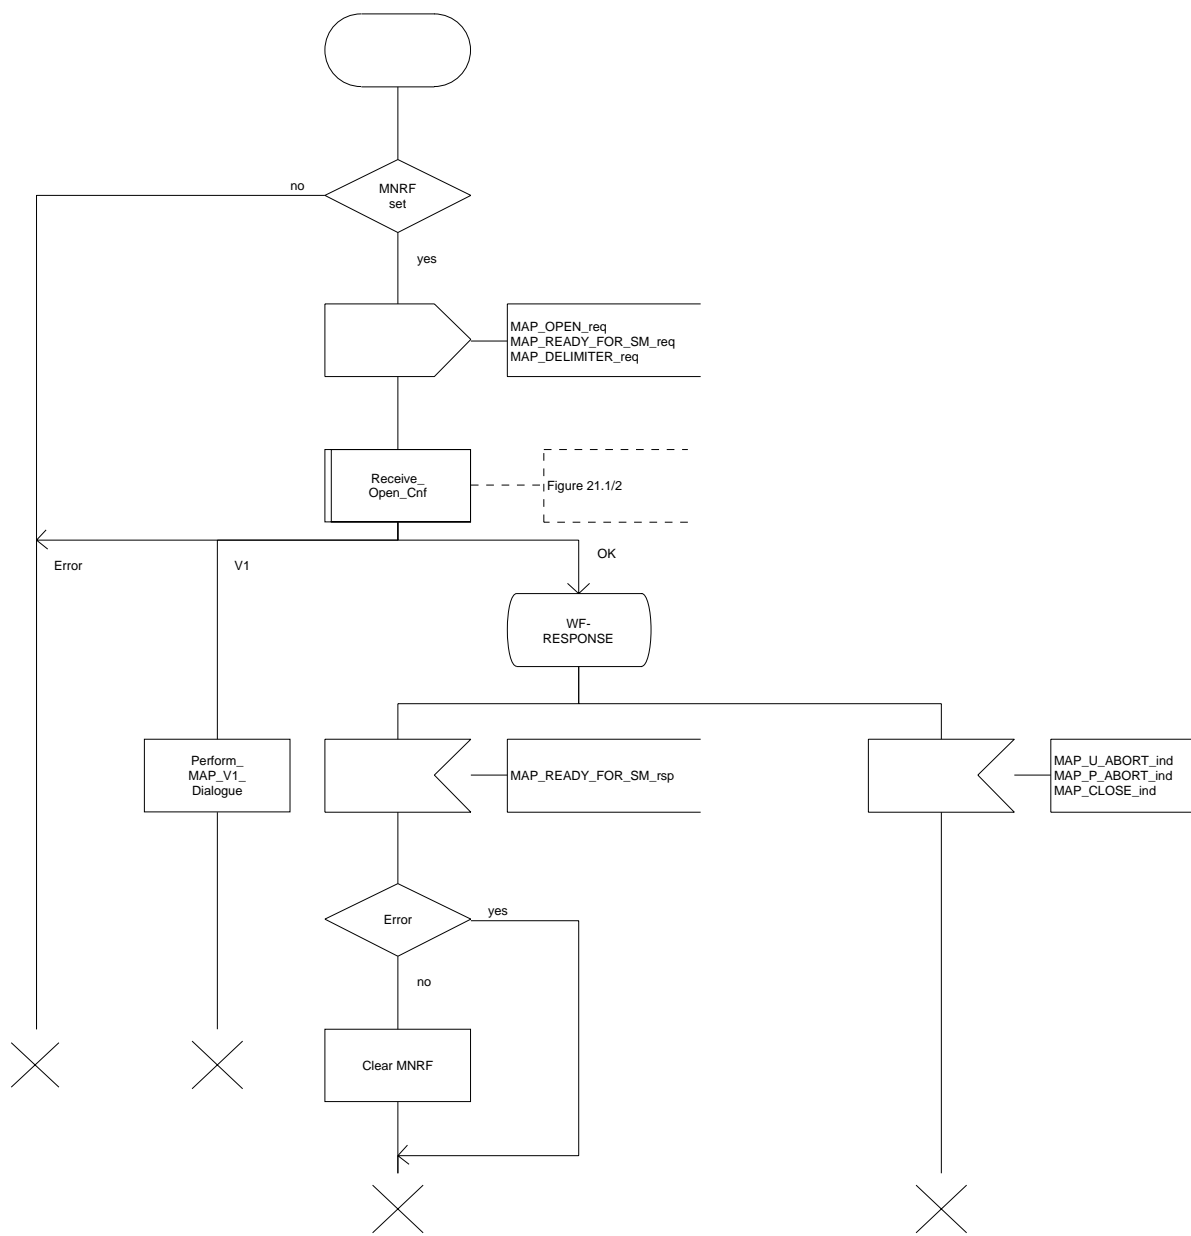 no
MNRF
set
yes
MAP_OPEN_req
MAP_READY_FOR_SM_req
MAP_DELIMITER_req
Receive_
Open_Cnf
Figure 21.1/2
Error
V1
OK
WF-
RESPONSE
Perform_
MAP_V1_
Dialogue
MAP_READY_FOR_SM_rsp
MAP_U_ABORT_ind
MAP_P_ABORT_ind
MAP_CLOSE_ind
Error
yes
no
Clear MNRF